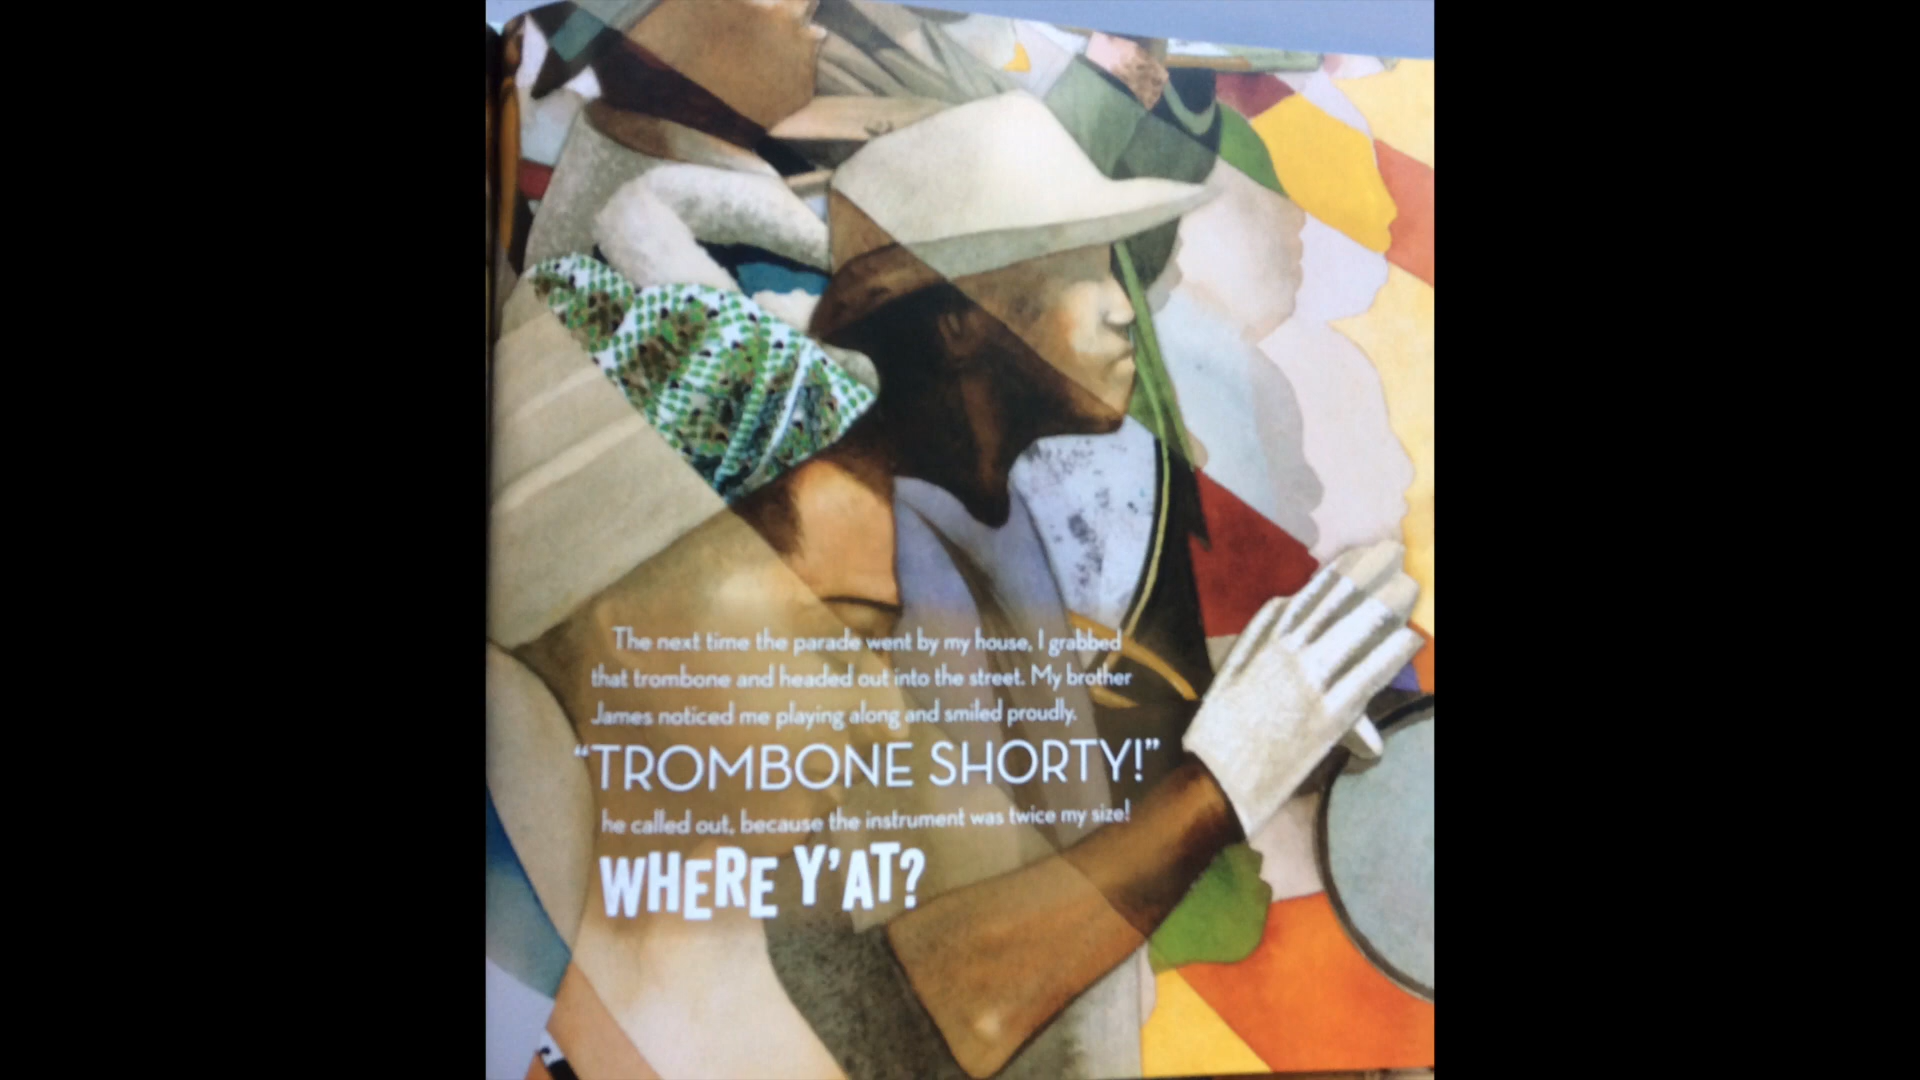 The next time the parade went by my house, I grabbed
that trombone and headed out into the street. My brother
James noticed me playing along and smiled proudly.
“TROMBONE SHORTY!”
he called out, because the instrument was twice my size!
WHERE Y’AT?